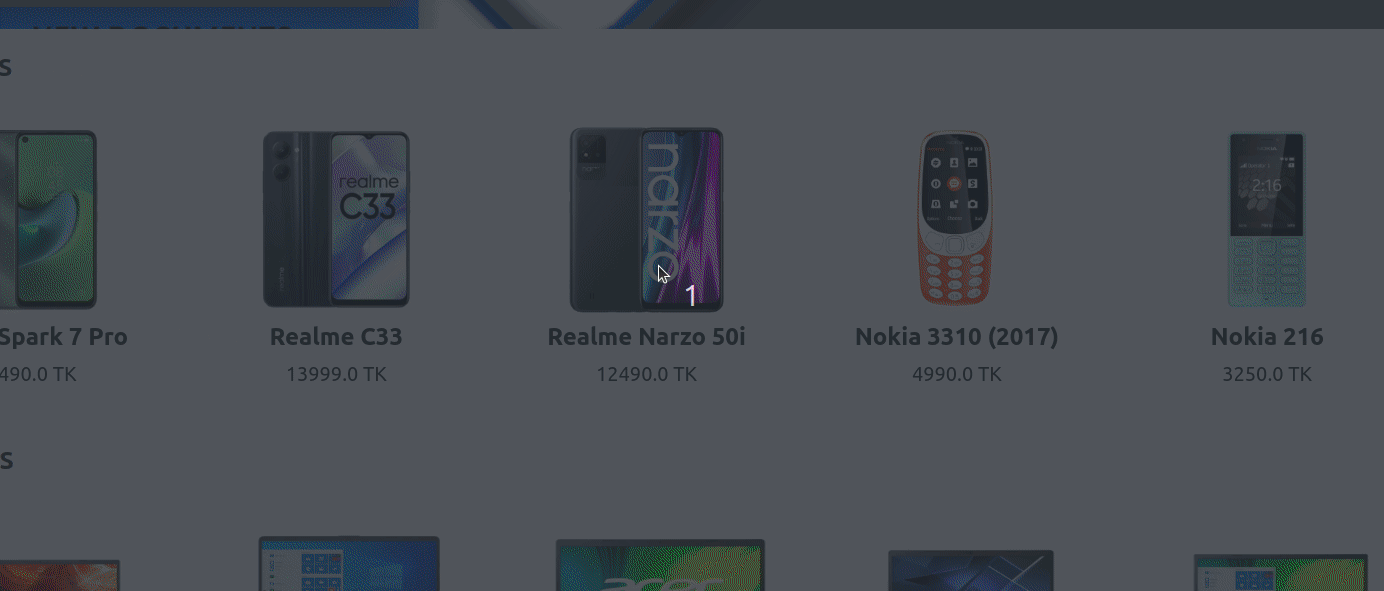 S
realme
C33
narzo
1
2:16
Spark 7 Pro
Realme C33
Realme Narzo 50i
Nokia 3310 (2017)
Nokia 216
490.0 TK
13999.0 TK
12490.0 TK
4990.0 TK
3250.0 TK
S
acer